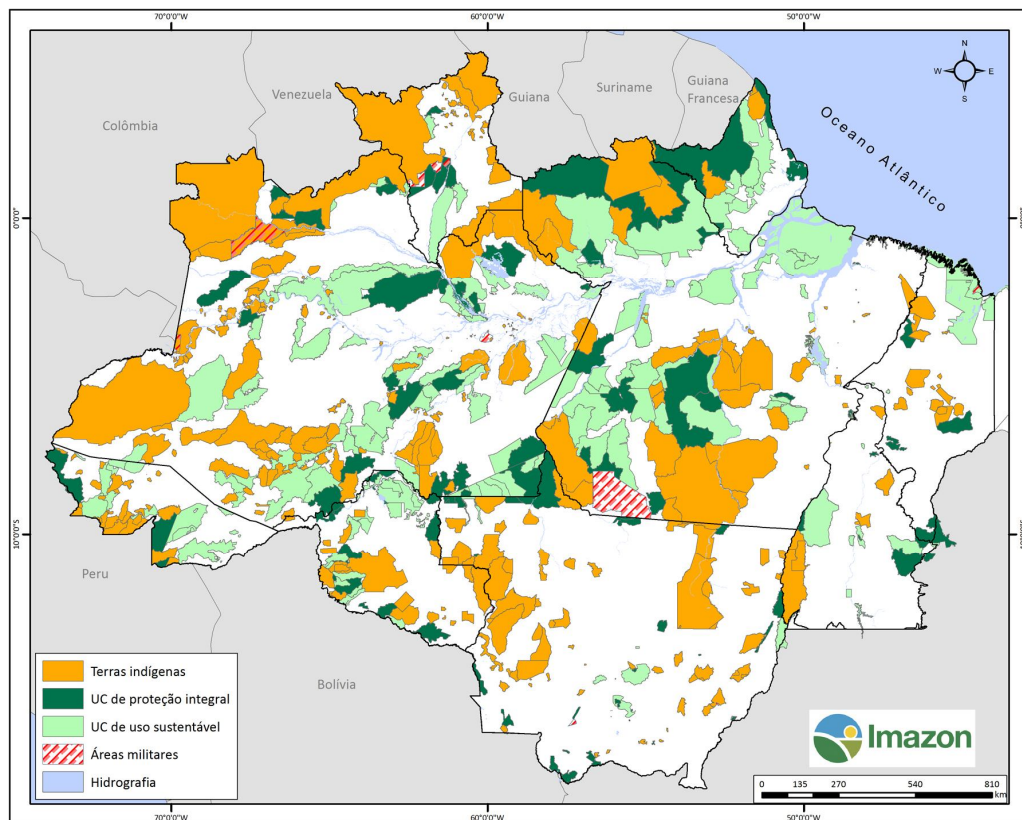 70°0'0"W 60°0'0"W 50°0'0"W
N
W E
S
Venezuela
Guiana
Suriname
Guiana
Francesa
Colômbia
Oceano Atlântico
0°0'0"
10°0'0"S
Peru
Bolívia
Terras indígenas
UC de proteção integral
UC de uso sustentável
Áreas militares
Hidrografia
Imazon
0 135 270 540 810
km
70°0'0"W 60°0'0"W 50°0'0"W